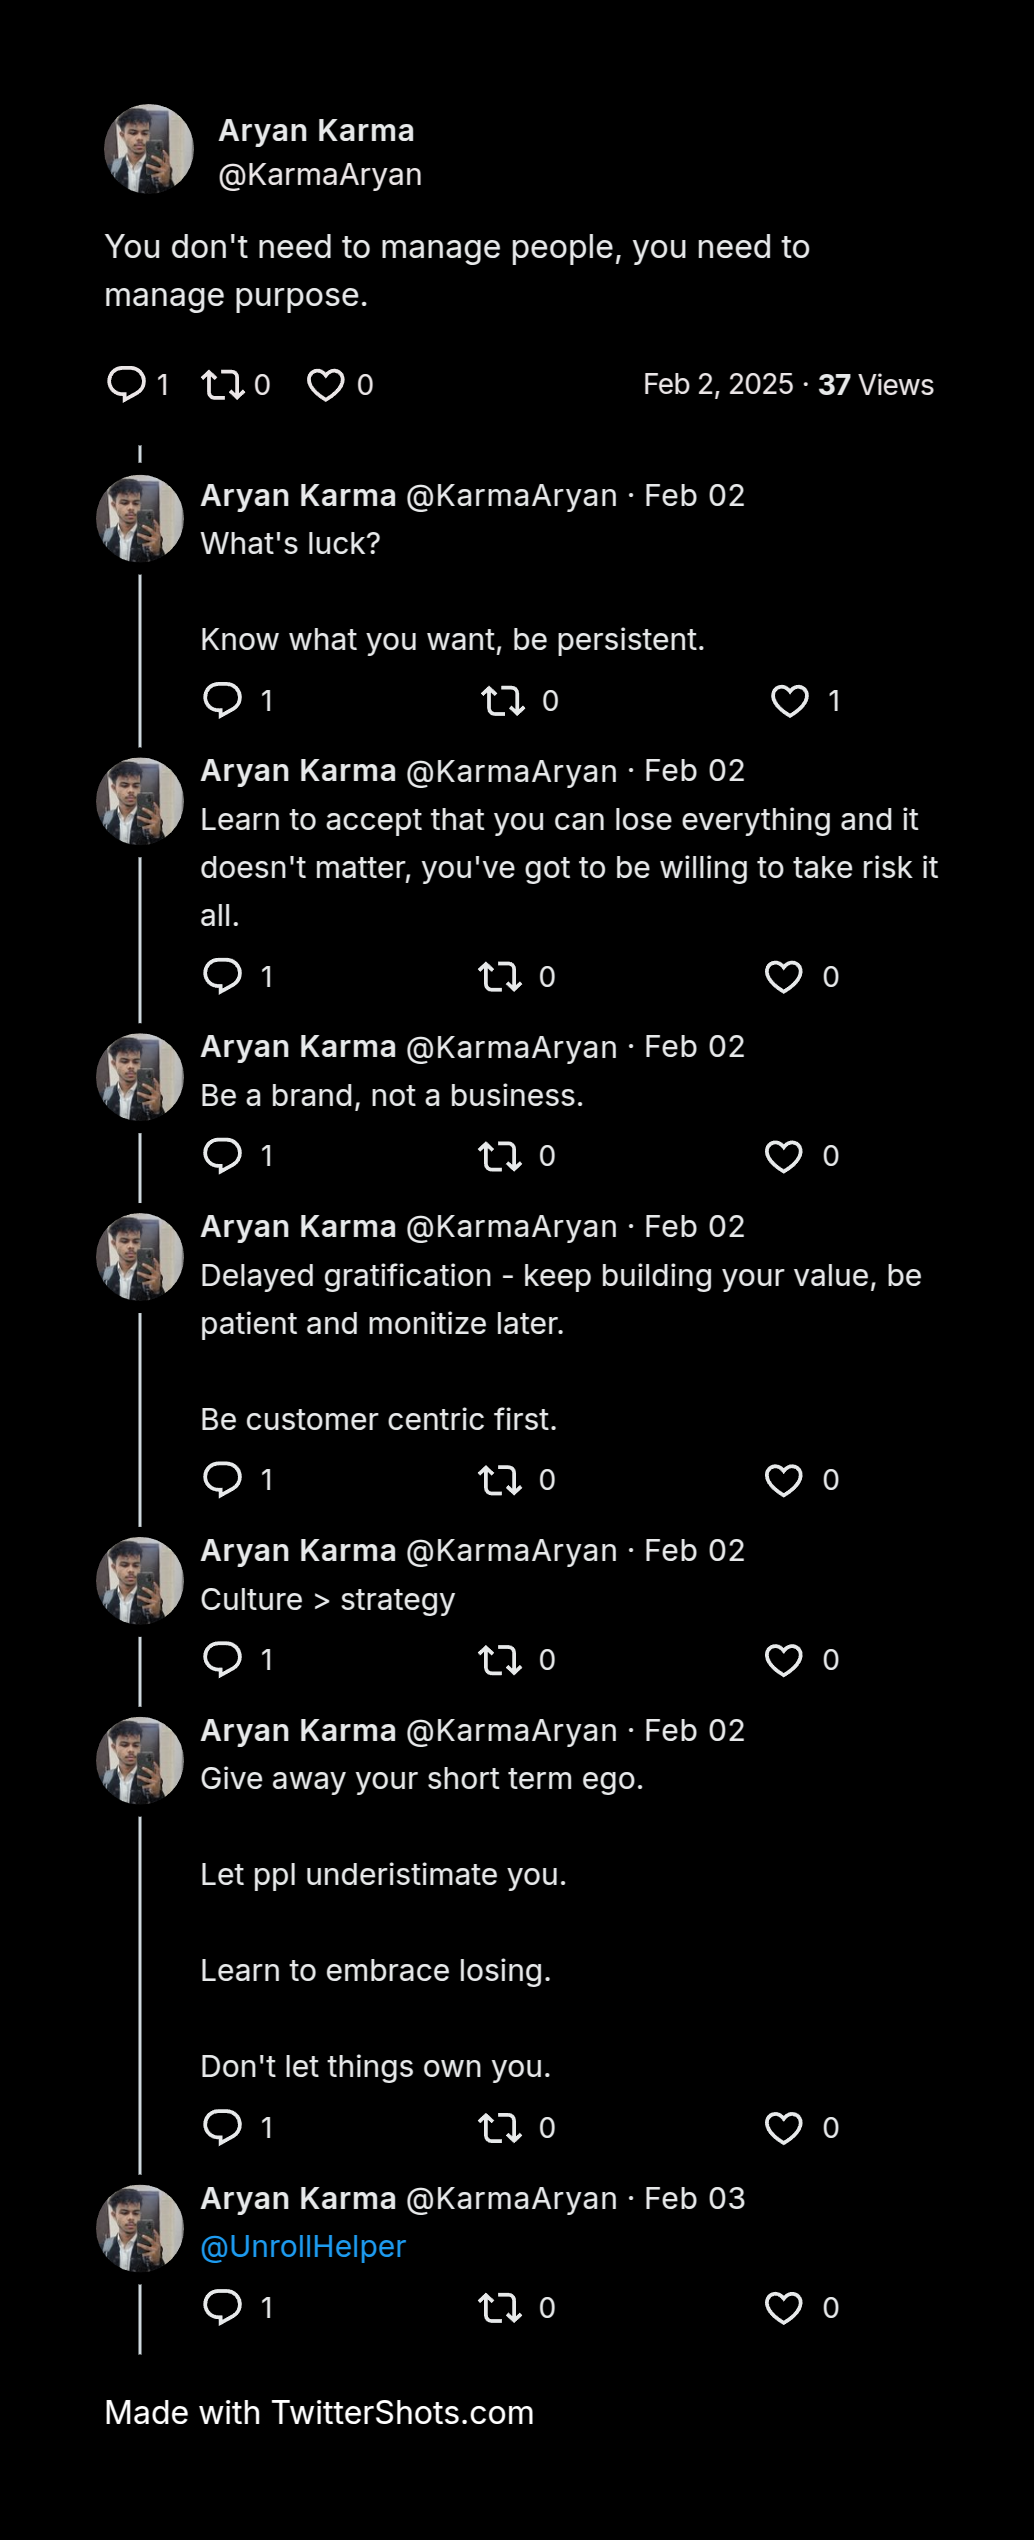 Aryan Karma
@KarmaAryan
You don't need to manage people, you need to
manage purpose.
1 0 0 Feb 2, 2025 · 37 Views
Aryan Karma @KarmaAryan · Feb 02
What's luck?
Know what you want, be persistent.
1 0 1
Aryan Karma @KarmaAryan · Feb 02
Learn to accept that you can lose everything and it
doesn't matter, you've got to be willing to take risk it
all.
1 0 0
Aryan Karma @KarmaAryan · Feb 02
Be a brand, not a business.
1 0 0
Aryan Karma @KarmaAryan · Feb 02
Delayed gratification - keep building your value, be
patient and monitize later.
Be customer centric first.
1 0 0
Aryan Karma @KarmaAryan · Feb 02
Culture > strategy
1 0 0
Aryan Karma @KarmaAryan · Feb 02
Give away your short term ego.
Let ppl underistimate you.
Learn to embrace losing.
Don't let things own you.
1 0 0
Aryan Karma @KarmaAryan · Feb 03
@UnrollHelper
1 0 0
Made with TwitterShots.com